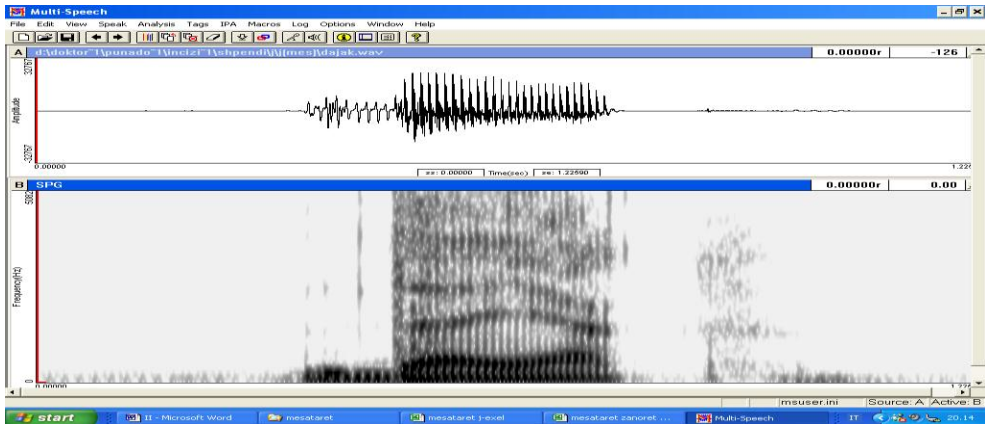 Multi-Speech
File Edit View Speak Analysis Tags IPA Macros Log Options Window Help
A d:\doktor~1\punado~1\incizi~1\shpendi\j\j(mes)\dajak.wav 0.00000r -126
32767
Amplitude
-32767
0.00000 1.22
0.00000 Time(sec) 1.22590
B SPG 0.00000r 0.00
Frequency(Hz)
0
0.00000
msuser.ini Source: A Active: B
start II - Microsoft Word mesataret mesataret j-exel mesataret zanoret ... Multi-Speech IT 20.14